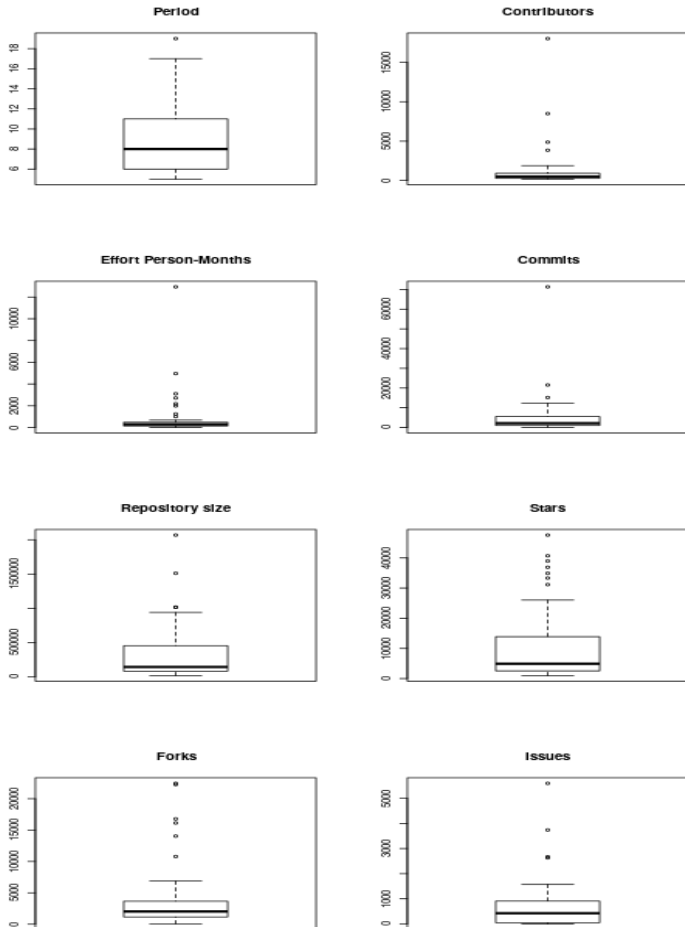 Period
Contributors
6 8 10 12 14 16 18
0 5000 10000 15000
Effort Person-Months
Commits
0 2000 6000 10000
0 20000 40000 60000
Repository size
Stars
0 500000 1500000
0 10000 20000 30000 40000
Forks
Issues
0 5000 10000 15000 20000
0 1000 3000 5000